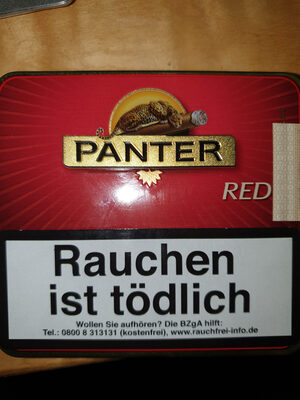 PANTER
RED
Rauchen
ist tödlich
Wollen Sie aufhören? Die BZgA hilft:
Tel.: 0800 8 313131 (kostenfrei), www.rauchfrei-info.de